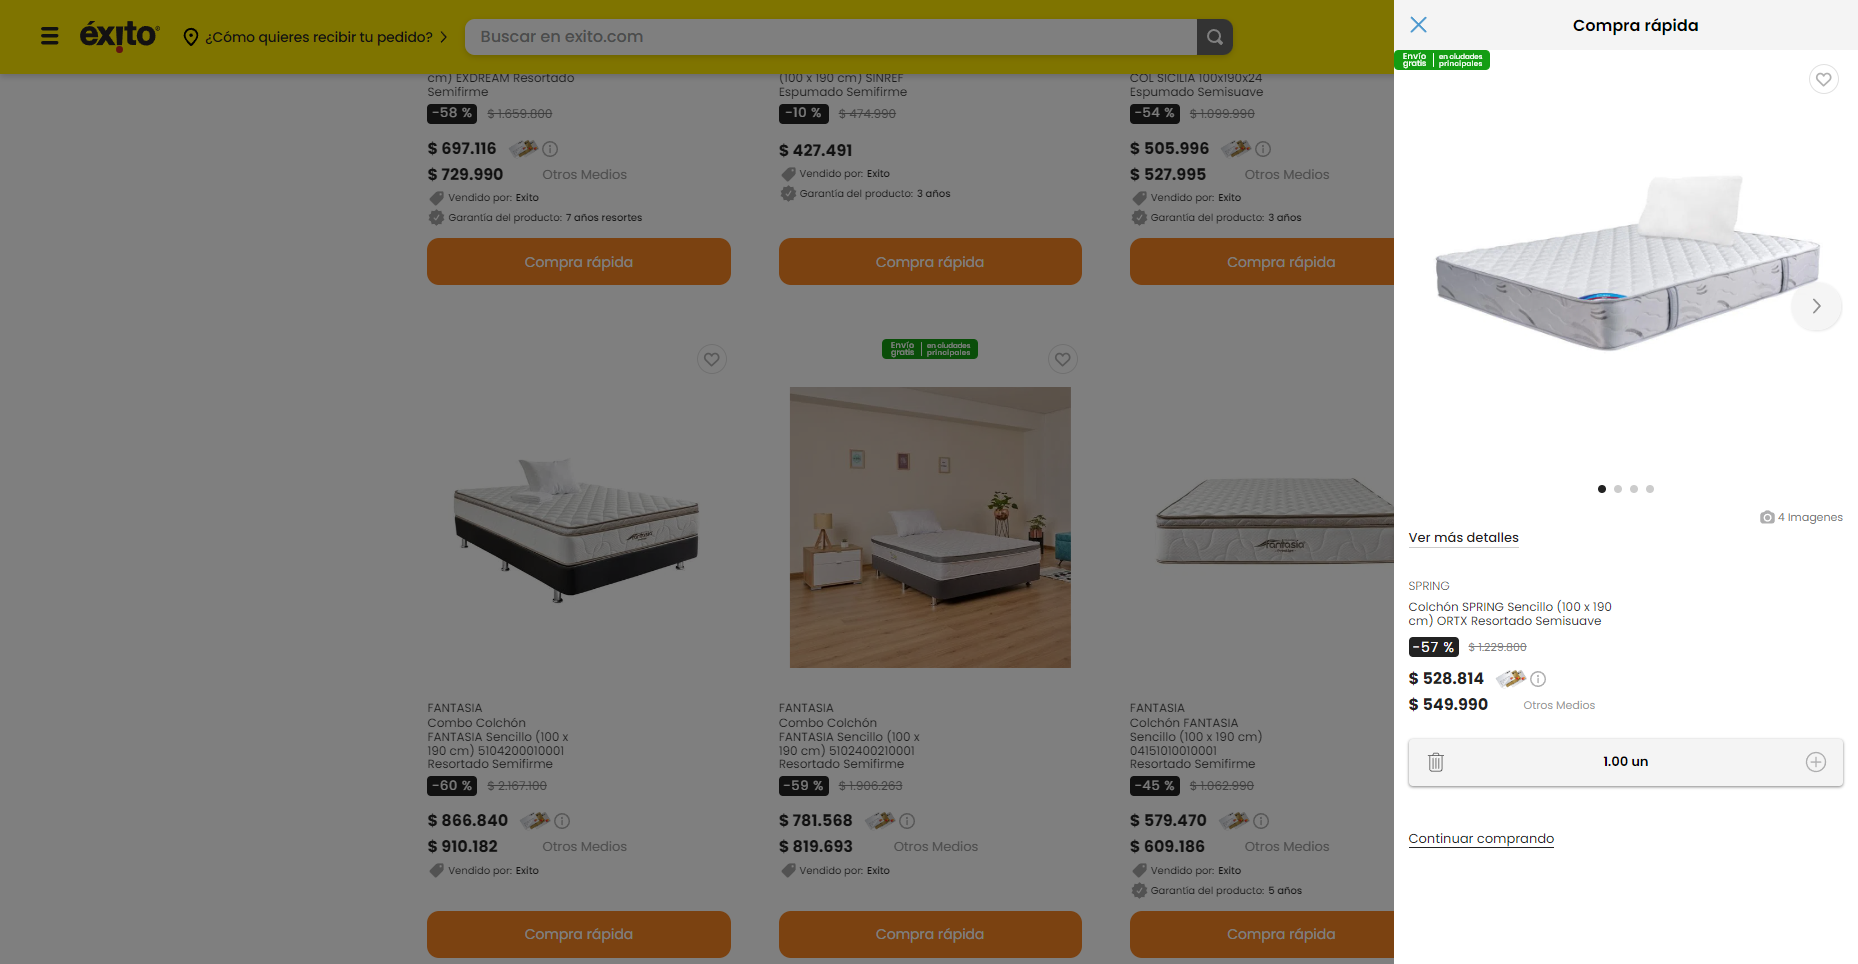 éxito
¿Cómo quieres recibir tu pedido?
Buscar en exito.com
cm) EXDREAM Resortado
Semifirme
-58 % $ 1.659.800
$ 697.116
$ 729.990 Otros Medios
Vendido por: Exito
Garantía del producto: 7 años resortes
Compra rápida
(100 x 190 cm) SINREF
Espumado Semifirme
-10 % $ 474.990
$ 427.491
Vendido por: Exito
Garantía del producto: 3 años
Compra rápida
COL SICILIA 100x190x24
Espumado Semisuave
-54 % $ 1.099.990
$ 505.996
$ 527.995 Otros Medios
Vendido por: Exito
Garantía del producto: 3 años
Compra rápida
FANTASIA
Combo Colchón
FANTASIA Sencillo (100 x
190 cm) 5104200010001
Resortado Semifirme
-60 % $ 2.167.100
$ 866.840
$ 910.182 Otros Medios
Vendido por: Exito
Compra rápida
Envío gratis en ciudades principales
FANTASIA
Combo Colchón
FANTASIA Sencillo (100 x
190 cm) 5102400210001
Resortado Semifirme
-59 % $ 1.906.263
$ 781.568
$ 819.693 Otros Medios
Vendido por: Exito
Compra rápida
fantasia
FANTASIA
Colchón FANTASIA
Sencillo (100 x 190 cm)
04151010010001
Resortado Semifirme
-45 % $ 1.062.990
$ 579.470
$ 609.186 Otros Medios
Vendido por: Exito
Garantía del producto: 5 años
Compra rápida
Compra rápida
Envío gratis en ciudades principales
4 Imagenes
Ver más detalles
SPRING
Colchón SPRING Sencillo (100 x 190
cm) ORTX Resortado Semisuave
-57 % $ 1.229.800
$ 528.814
$ 549.990 Otros Medios
1.00 un
Continuar comprando